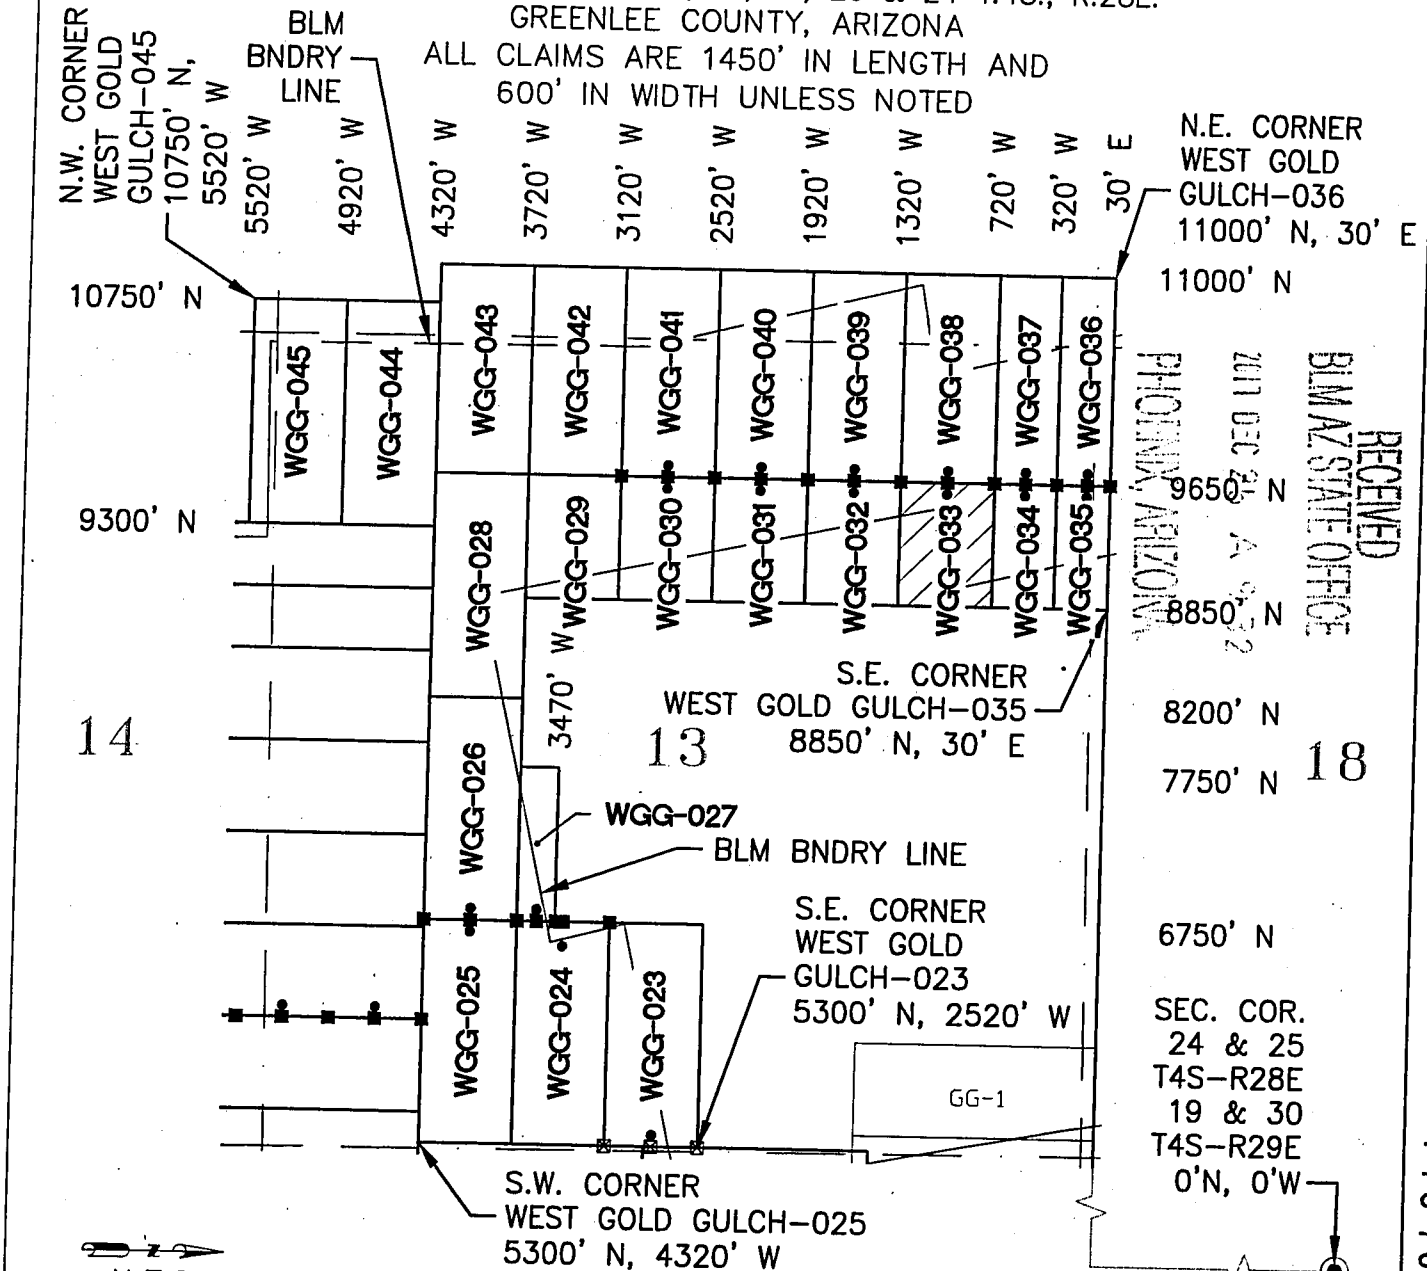 GREENLEE COUNTY, ARIZONA
ALL CLAIMS ARE 1450' IN LENGTH AND
600' IN WIDTH UNLESS NOTED
BLM
BNDRY
LINE
N.W. CORNER
WEST GOLD
GULCH-045
10750' N,
5520' W
5520' W
4920' W
4320' W
3720' W
3120' W
2520' W
1920' W
1320' W
720' W
320' W
30' E
N.E. CORNER
WEST GOLD
GULCH-036
11000' N, 30' E
10750' N
11000' N
WGG-045
WGG-044
WGG-043
WGG-042
WGG-041
WGG-040
WGG-039
WGG-038
WGG-037
WGG-036
RECEIVED
BLM AZ STATE OFFICE
PHOENIX, ARIZONA
9300' N
9650' N
WGG-028
WGG-029
WGG-030
WGG-031
WGG-032
WGG-033
WGG-034
WGG-035
8850' N
3470' W
S.E. CORNER
WEST GOLD GULCH-035
8850' N, 30' E
8200' N
14
13
18
7750' N
WGG-026
WGG-027
BLM BNDRY LINE
S.E. CORNER
WEST GOLD
GULCH-023
5300' N, 2520' W
6750' N
WGG-025
WGG-024
WGG-023
GG-1
SEC. COR.
24 & 25
T4S-R28E
19 & 30
T4S-R29E
0'N, 0'W
S.W. CORNER
WEST GOLD GULCH-025
5300' N, 4320' W
N